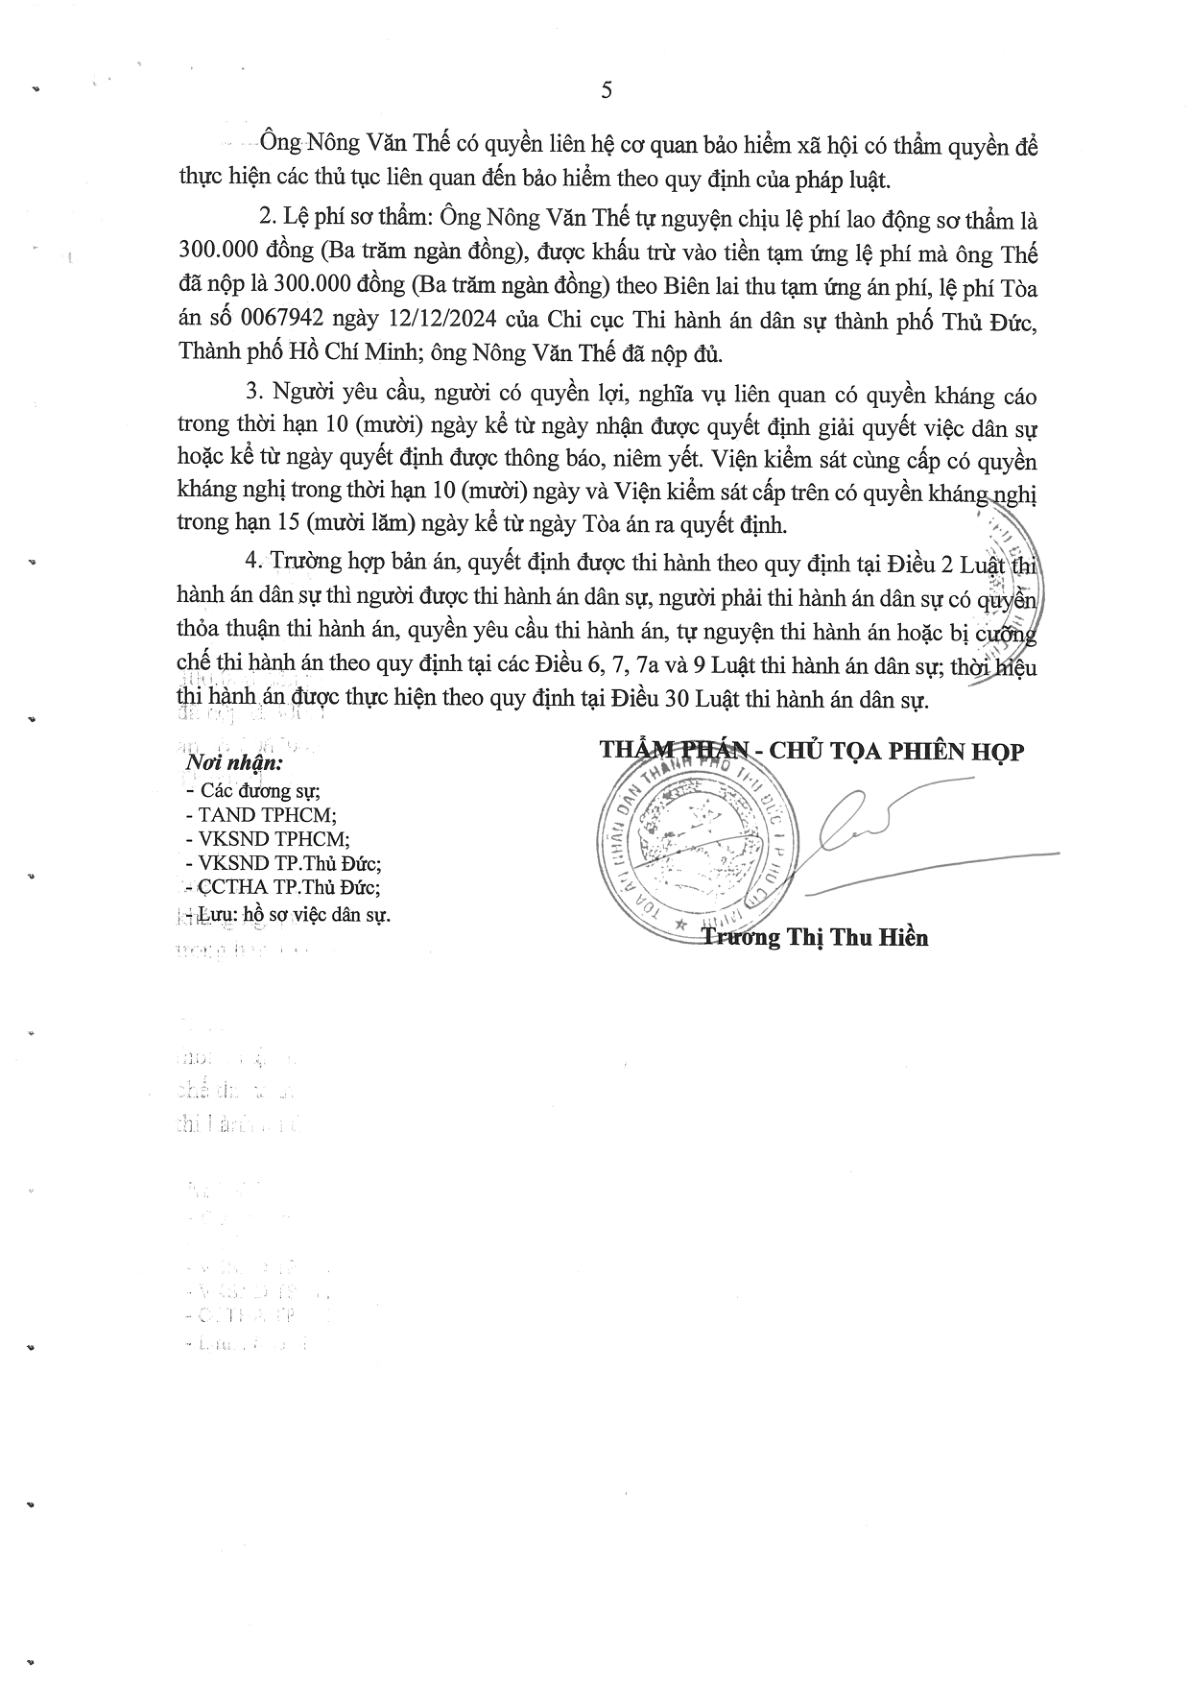 5
Ông Nông Văn Thế có quyền liên hệ cơ quan bảo hiểm xã hội có thẩm quyền để
thực hiện các thủ tục liên quan đến bảo hiểm theo quy định của pháp luật.
2. Lệ phí sơ thẩm: Ông Nông Văn Thế tự nguyện chịu lệ phí lao động sơ thẩm là
300.000 đồng (Ba trăm ngàn đồng), được khấu trừ vào tiền tạm ứng lệ phí mà ông Thế
đã nộp là 300.000 đồng (Ba trăm ngàn đồng) theo Biên lai thu tạm ứng án phí, lệ phí Tòa
án số 0067942 ngày 12/12/2024 của Chi cục Thi hành án dân sự thành phố Thủ Đức,
Thành phố Hồ Chí Minh; ông Nông Văn Thế đã nộp đủ.
3. Người yêu cầu, người có quyền lợi, nghĩa vụ liên quan có quyền kháng cáo
trong thời hạn 10 (mười) ngày kể từ ngày nhận được quyết định giải quyết việc dân sự
hoặc kể từ ngày quyết định được thông báo, niêm yết. Viện kiểm sát cùng cấp có quyền
kháng nghị trong thời hạn 10 (mười) ngày và Viện kiểm sát cấp trên có quyền kháng nghị
trong hạn 15 (mười lăm) ngày kể từ ngày Tòa án ra quyết định.
4. Trường hợp bản án, quyết định được thi hành theo quy định tại Điều 2 Luật thi
hành án dân sự thì người được thi hành án dân sự, người phải thi hành án dân sự có quyền
thỏa thuận thi hành án, quyền yêu cầu thi hành án, tự nguyện thi hành án hoặc bị cưỡng
chế thi hành án theo quy định tại các Điều 6, 7, 7a và 9 Luật thi hành án dân sự; thời hiệu
thi hành án được thực hiện theo quy định tại Điều 30 Luật thi hành án dân sự.
THẨM PHÁN - CHỦ TỌA PHIÊN HỌP
Nơi nhận:
- Các đương sự;
- TAND TPHCM;
- VKSND TPHCM;
- VKSND TP.Thủ Đức;
- CCTHA TP.Thủ Đức;
- Lưu: hồ sơ việc dân sự.
TÒA ÁN NHÂN DÂN THÀNH PHỐ THỦ ĐỨC T.P HỒ CHÍ MINH
Trương Thị Thu Hiền